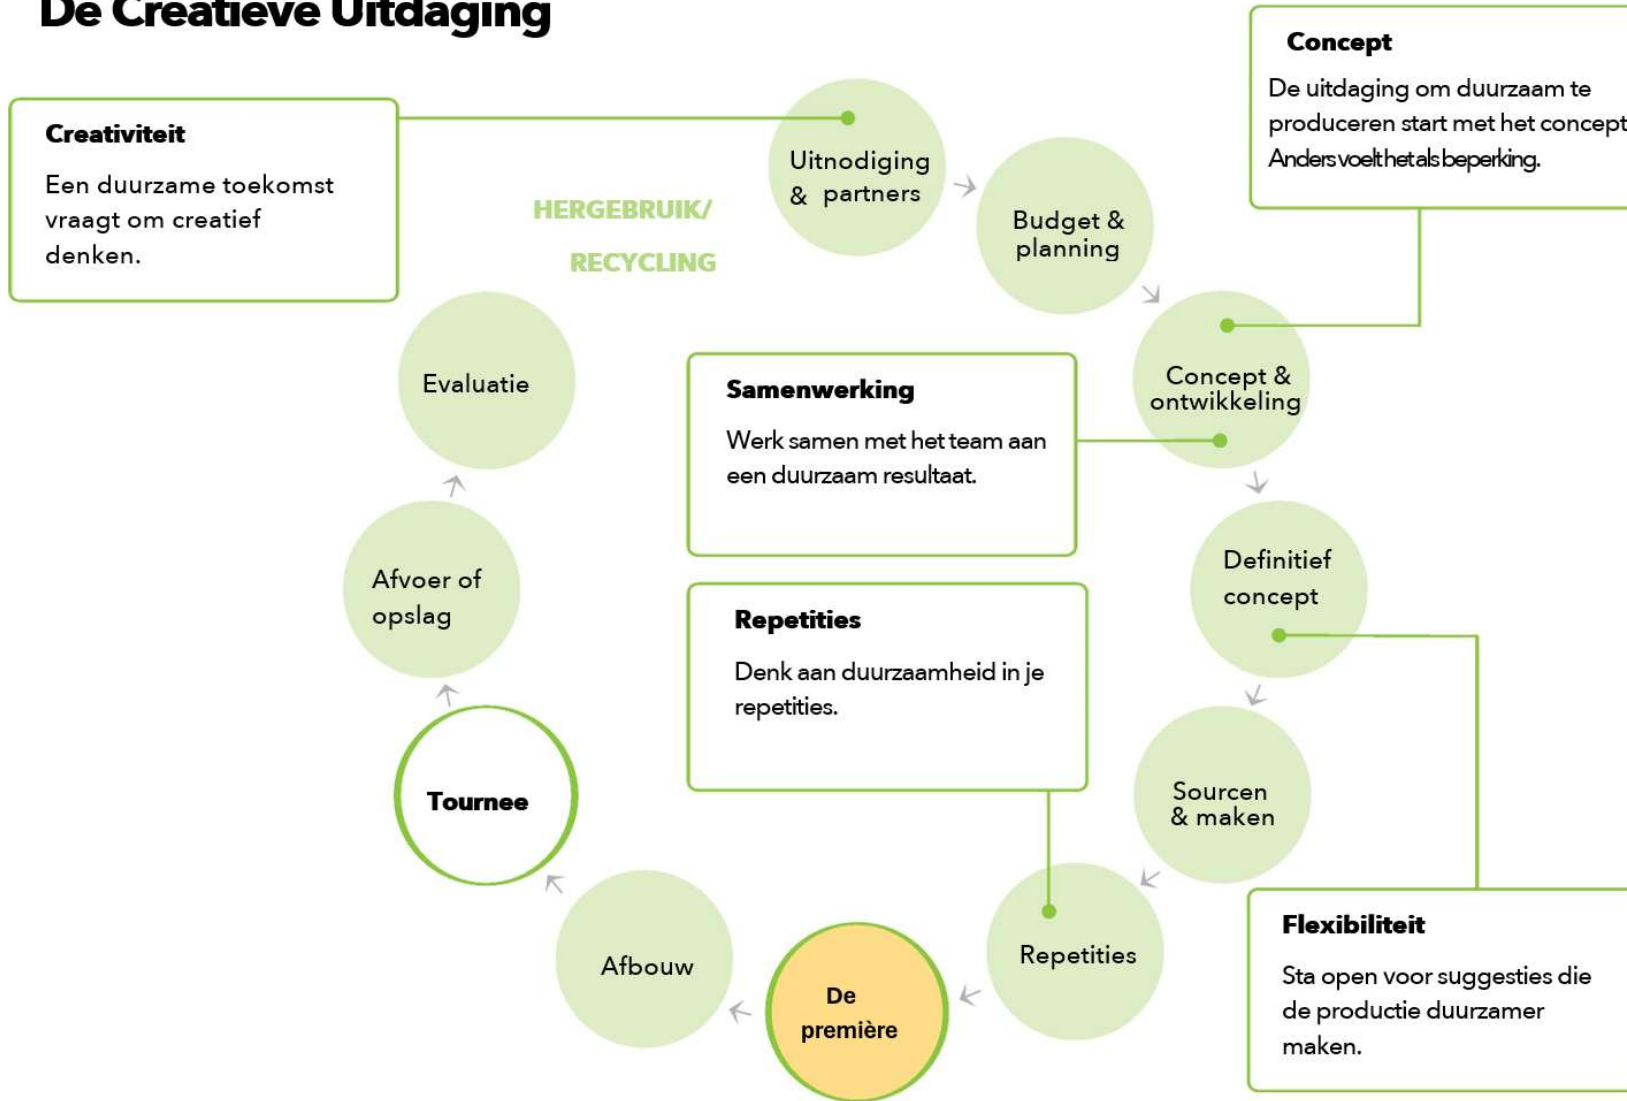 De Creatieve Uitdaging
Creativiteit
Een duurzame toekomst
vraagt om creatief
denken.
HERGEBRUIK/
RECYCLING
Uitnodiging
& partners
Budget &
planning
Concept
De uitdaging om duurzaam te
produceren start met het concept
Anders voelt het als beperking.
Concept &
ontwikkeling
Samenwerking
Werk samen met het team aan
een duurzaam resultaat.
Definitief
concept
Flexibiliteit
Sta open voor suggesties die
de productie duurzamer
maken.
Sourcen
& maken
Repetities
Denk aan duurzaamheid in je
repetities.
Repetities
De
première
Afbouw
Tournee
Afvoer of
opslag
Evaluatie